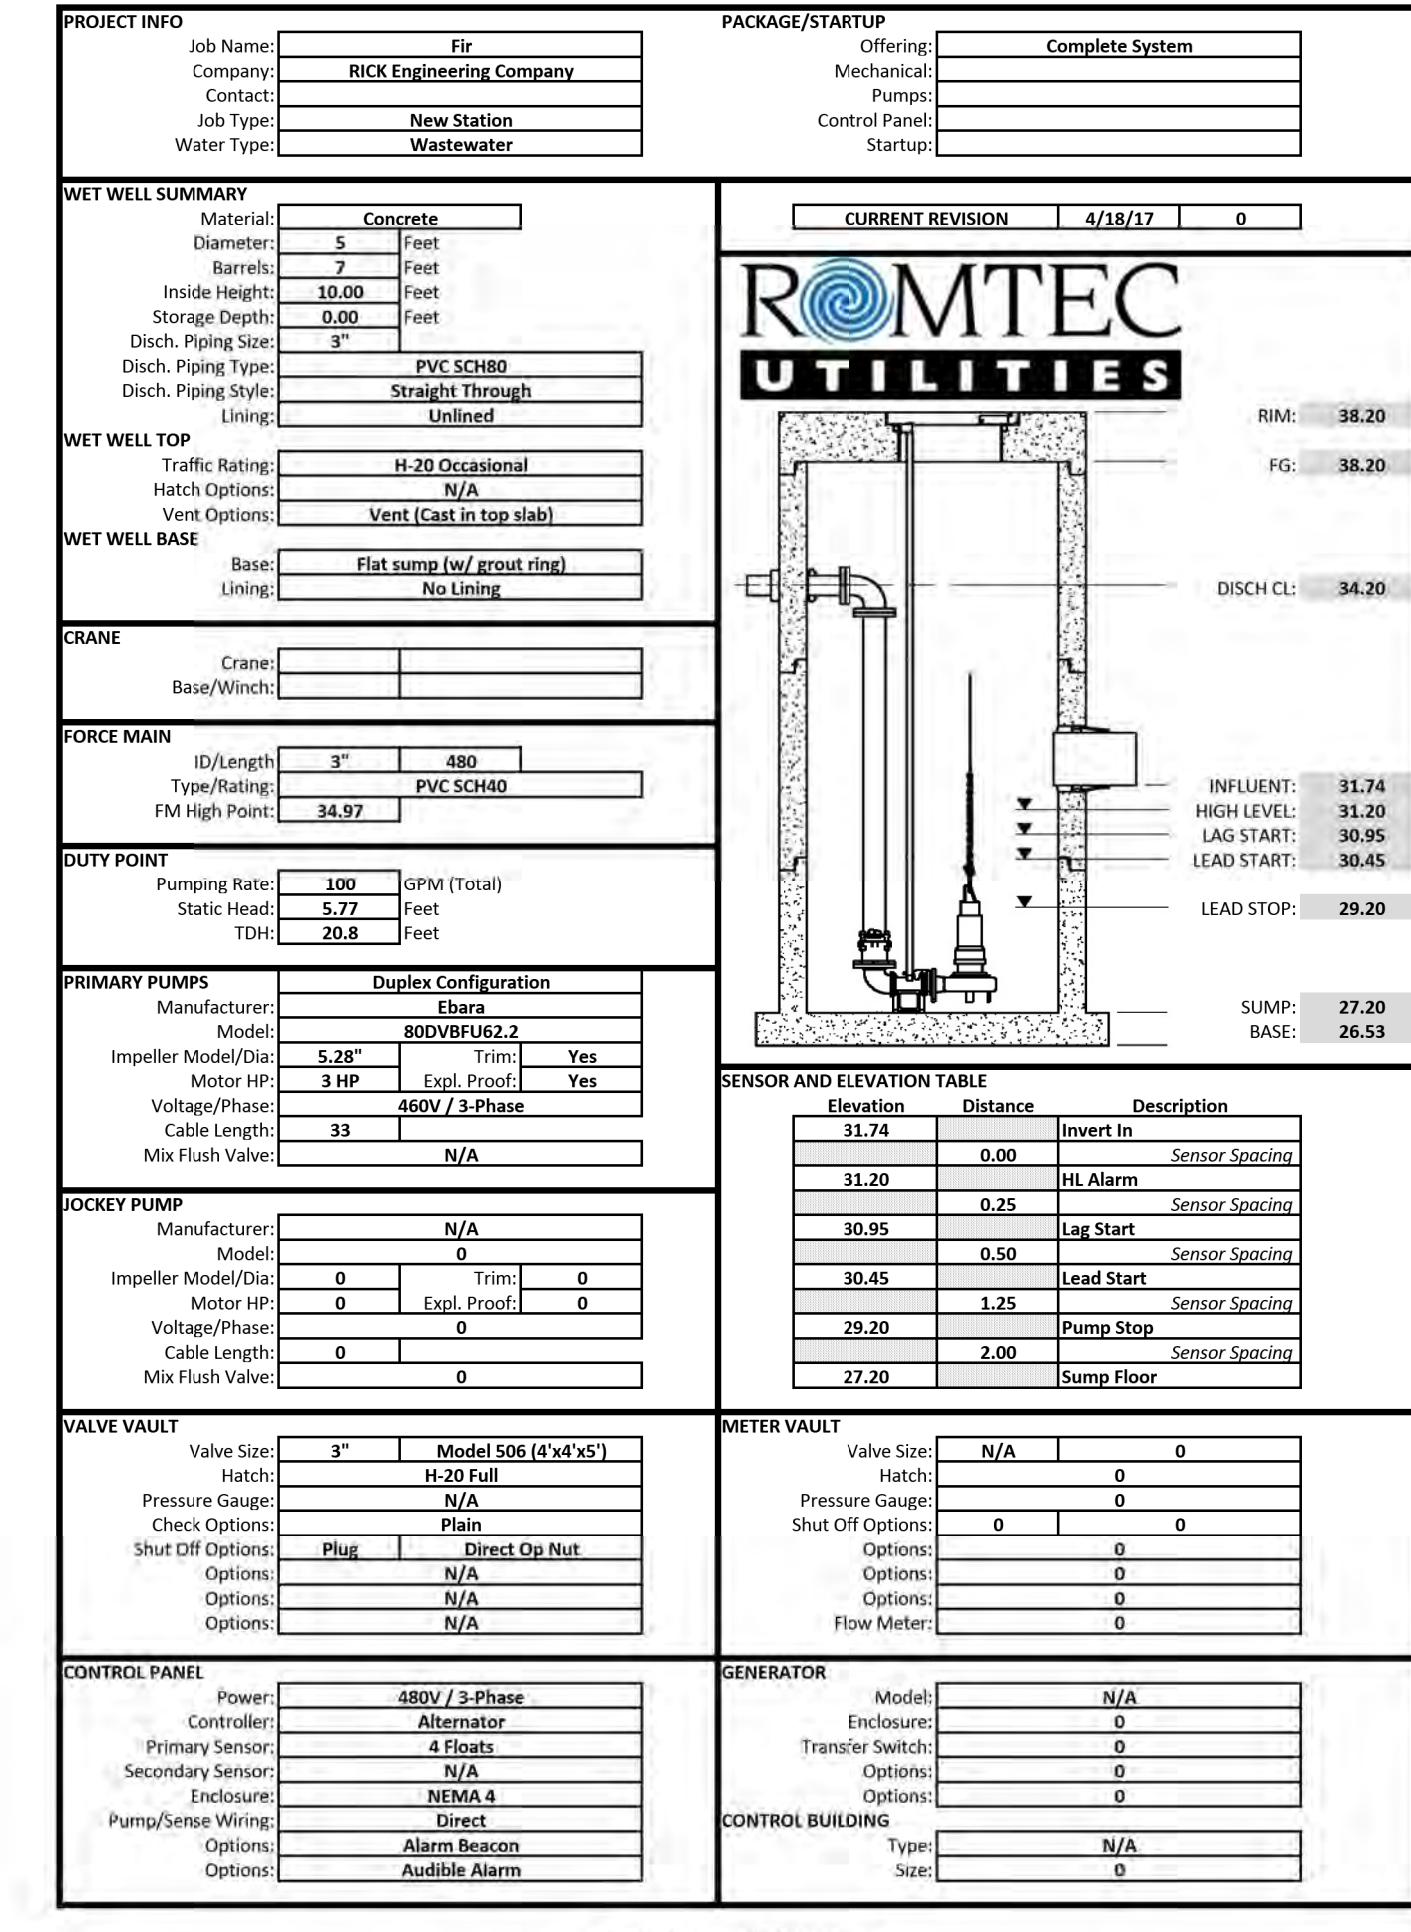 PROJECT INFO
Job Name: Fir
Company: RICK Engineering Company
Contact:
Job Type: New Station
Water Type: Wastewater
PACKAGE/STARTUP
Offering: Complete System
Mechanical:
Pumps:
Control Panel:
Startup:
WET WELL SUMMARY
Material: Concrete
Diameter: 5 Feet
Barrels: 7 Feet
Inside Height: 10.00 Feet
Storage Depth: 0.00 Feet
Disch. Piping Size: 3"
Disch. Piping Type: PVC SCH80
Disch. Piping Style: Straight Through
Lining: Unlined
WET WELL TOP
Traffic Rating: H-20 Occasional
Hatch Options: N/A
Vent Options: Vent (Cast in top slab)
WET WELL BASE
Base: Flat sump (w/ grout ring)
Lining: No Lining
CRANE
Crane:
Base/Winch:
FORCE MAIN
ID/Length 3" 480
Type/Rating: PVC SCH40
FM High Point: 34.97
DUTY POINT
Pumping Rate: 100 GPM (Total)
Static Head: 5.77 Feet
TDH: 20.8 Feet
CURRENT REVISION 4/18/17 0
ROMTEC
UTILITIES
RIM: 38.20
FG: 38.20
DISCH CL: 34.20
INFLUENT: 31.74
HIGH LEVEL: 31.20
LAG START: 30.95
LEAD START: 30.45
LEAD STOP: 29.20
SUMP: 27.20
BASE: 26.53
PRIMARY PUMPS Duplex Configuration
Manufacturer: Ebara
Model: 80DVBFU62.2
Impeller Model/Dia: 5.28" Trim: Yes
Motor HP: 3 HP Expl. Proof: Yes
Voltage/Phase: 460V / 3-Phase
Cable Length: 33
Mix Flush Valve: N/A
JOCKEY PUMP
Manufacturer: N/A
Model: 0
Impeller Model/Dia: 0 Trim: 0
Motor HP: 0 Expl. Proof: 0
Voltage/Phase: 0
Cable Length: 0
Mix Flush Valve: 0
SENSOR AND ELEVATION TABLE
Elevation Distance Description
31.74 Invert In
0.00 Sensor Spacing
31.20 HL Alarm
0.25 Sensor Spacing
30.95 Lag Start
0.50 Sensor Spacing
30.45 Lead Start
1.25 Sensor Spacing
29.20 Pump Stop
2.00 Sensor Spacing
27.20 Sump Floor
VALVE VAULT
Valve Size: 3" Model 506 (4'x4'x5')
Hatch: H-20 Full
Pressure Gauge: N/A
Check Options: Plain
Shut Off Options: Plug Direct Op Nut
Options: N/A
Options: N/A
Options: N/A
METER VAULT
Valve Size: N/A 0
Hatch: 0
Pressure Gauge: 0
Shut Off Options: 0 0
Options: 0
Options: 0
Options: 0
Flow Meter: 0
CONTROL PANEL
Power: 480V / 3-Phase
Controller: Alternator
Primary Sensor: 4 Floats
Secondary Sensor: N/A
Enclosure: NEMA 4
Pump/Sense Wiring: Direct
Options: Alarm Beacon
Options: Audible Alarm
GENERATOR
Model: N/A
Enclosure: 0
Transfer Switch: 0
Options: 0
Options: 0
CONTROL BUILDING
Type: N/A
Size: 0